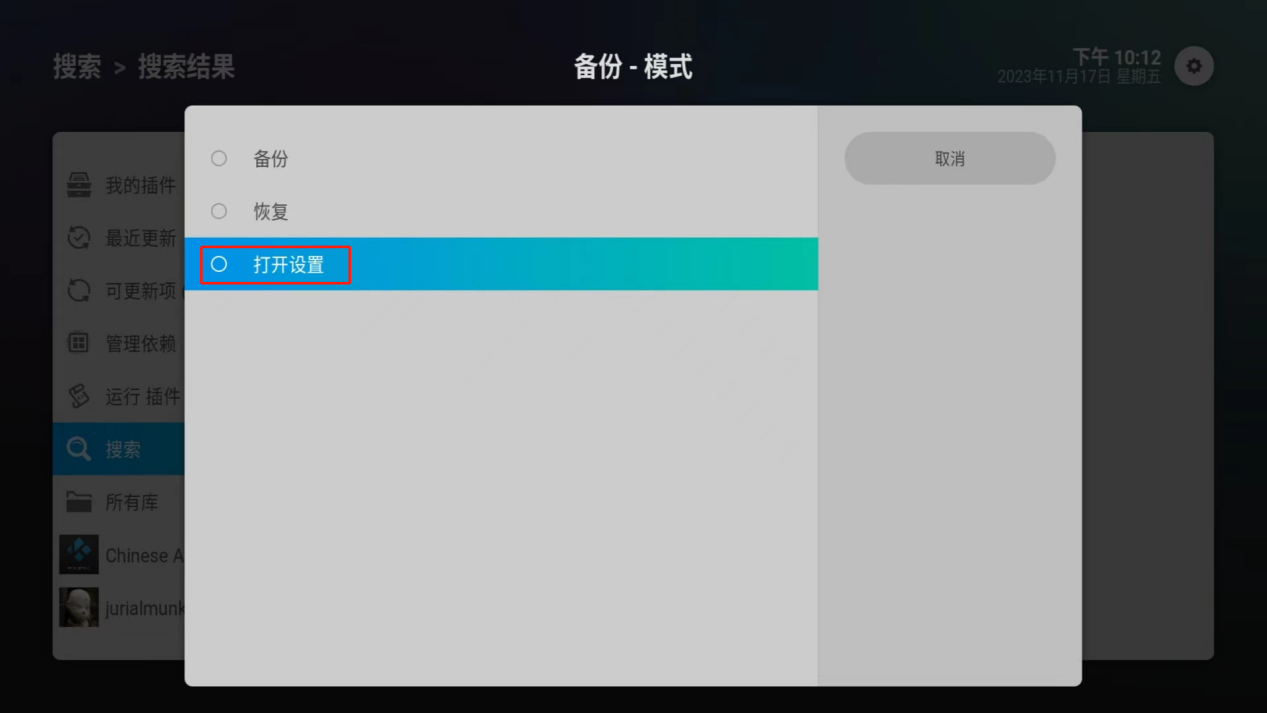 搜索 > 搜索结果
备份 - 模式
下午 10:12
2023年11月17日 星期五
备份
恢复
打开设置
取消
我的插件
最近更新
可更新项
管理依赖
运行 插件
搜索
所有库
Chinese A
jurialmunk